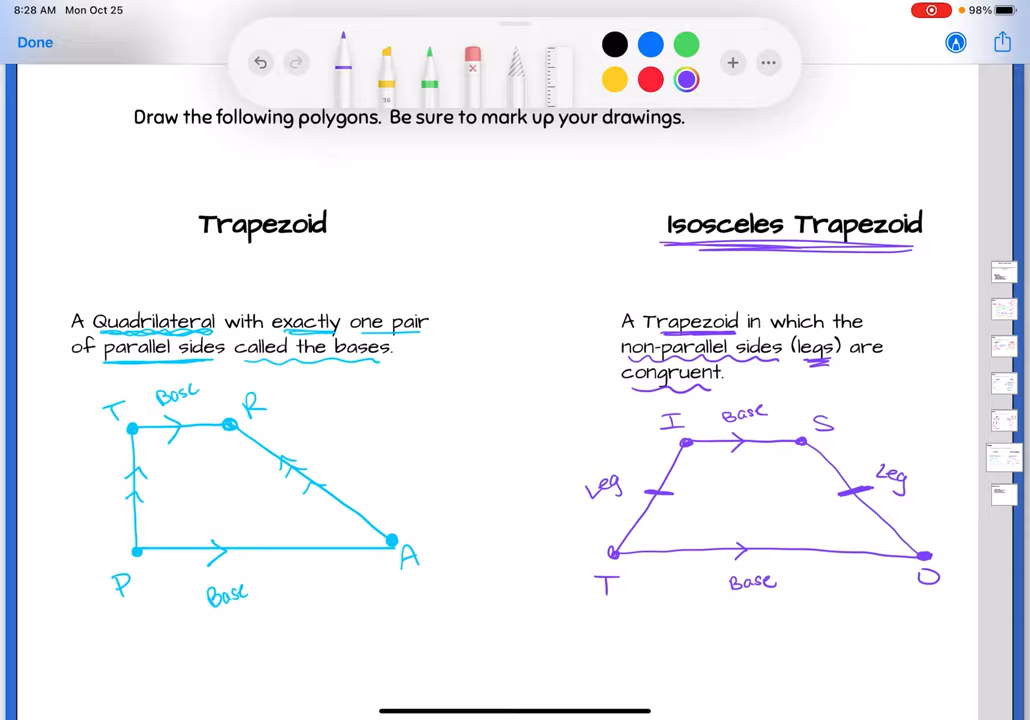 8:28 AM Mon Oct 25
98%
Done
Draw the following polygons. Be sure to mark up your drawings.
Trapezoid
Isosceles Trapezoid
A Quadrilateral with exactly one pair
of parallel sides called the bases.
A Trapezoid in which the
non-parallel sides (legs) are
congruent.
T
Base
R
P
Base
A
I
Base
S
Leg
Leg
T
Base
O